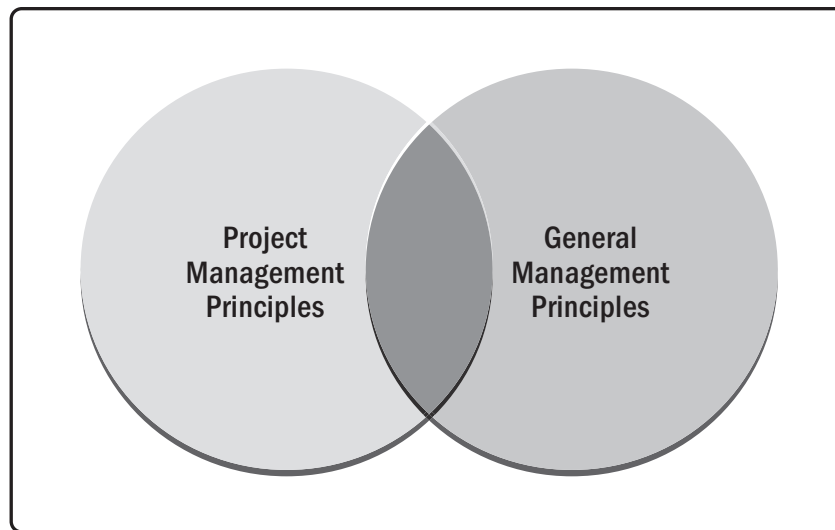 Project
Management
Principles
General
Management
Principles